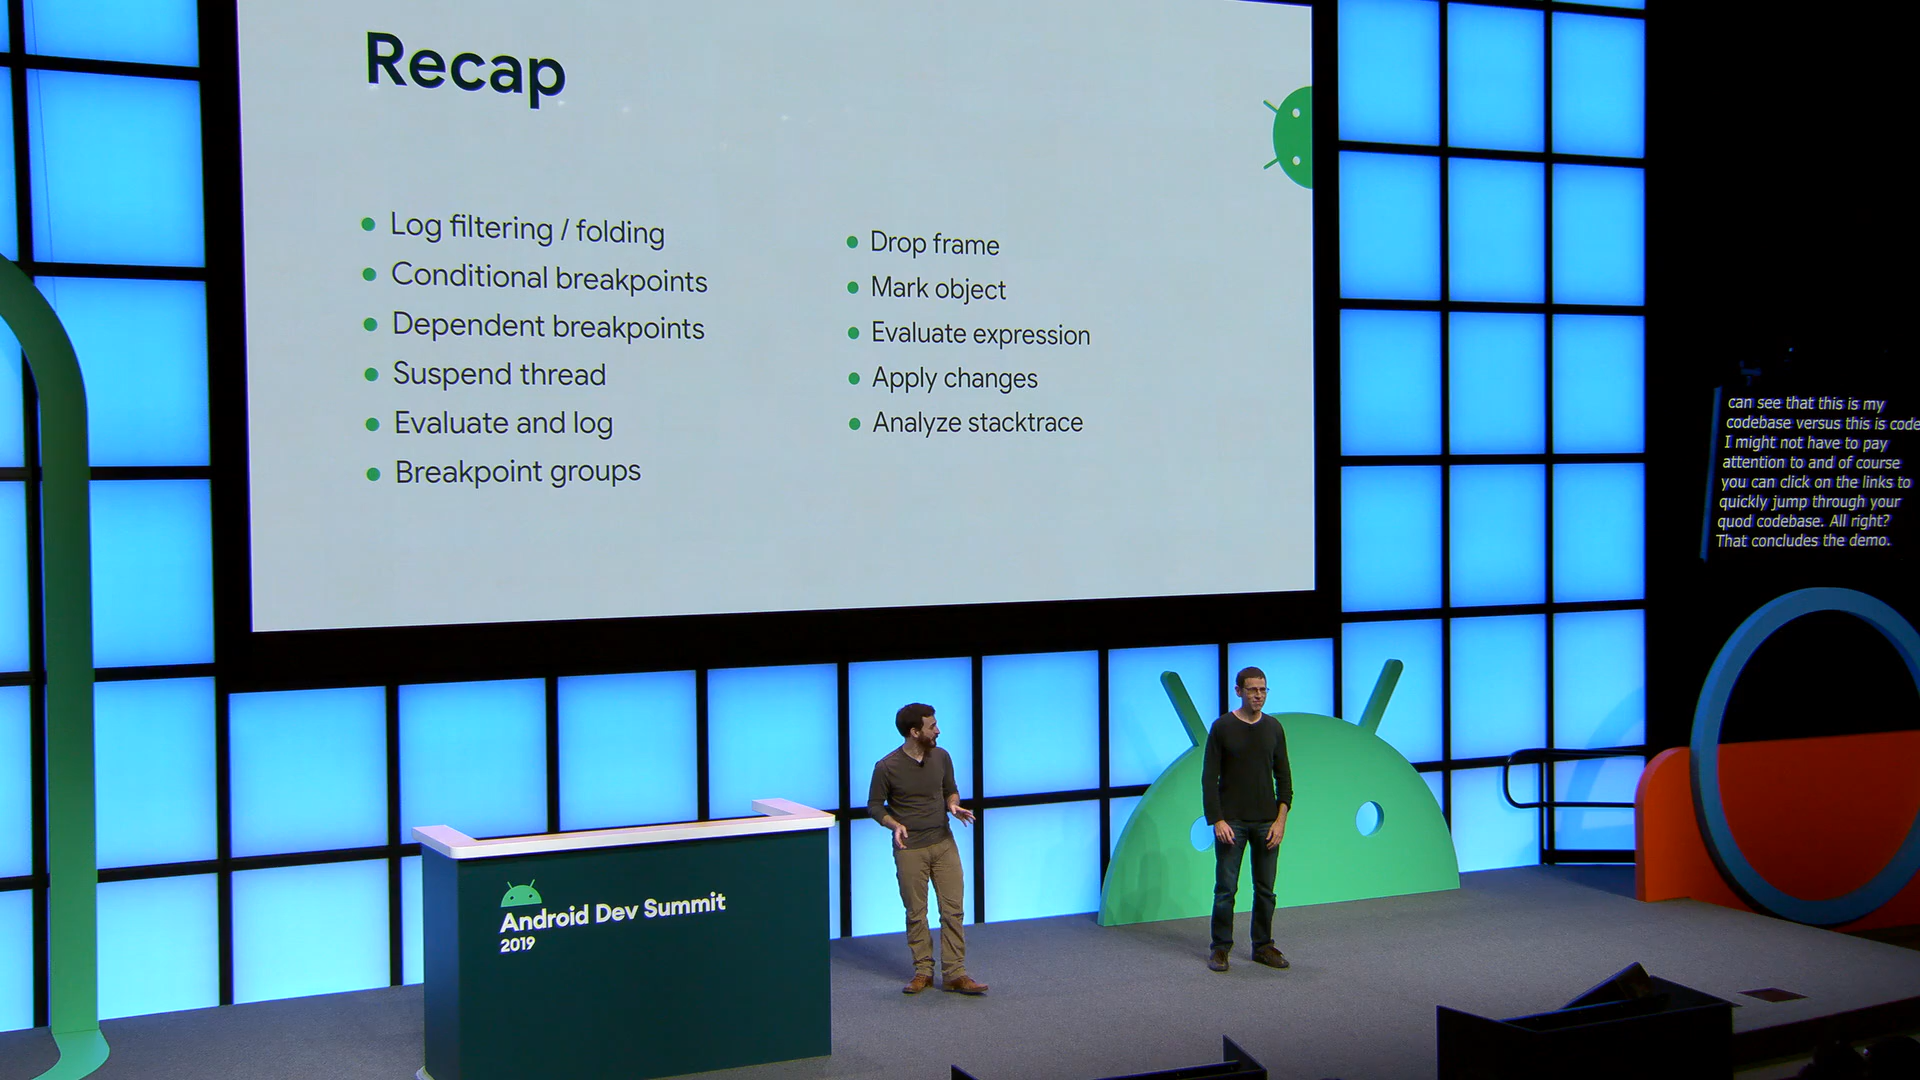 Recap
Log filtering / folding
Conditional breakpoints
Dependent breakpoints
Suspend thread
Evaluate and log
Breakpoint groups
Drop frame
Mark object
Evaluate expression
Apply changes
Analyze stacktrace
can see that this is my
codebase versus this is code
I might not have to pay
attention to and of course
you can click on the links to
quickly jump through your
quod codebase. All right?
That concludes the demo.
Android Dev Summit
2019